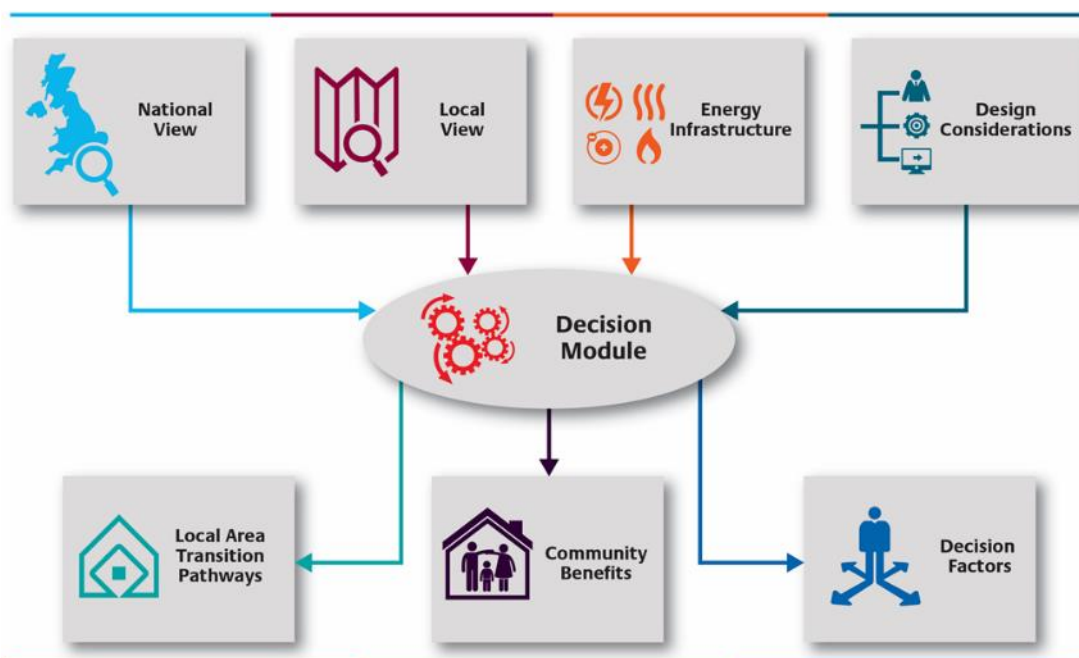 National
View
Local
View
Energy
Infrastructure
Design
Considerations
Decision
Module
Local Area
Transition
Pathways
Community
Benefits
Decision
Factors